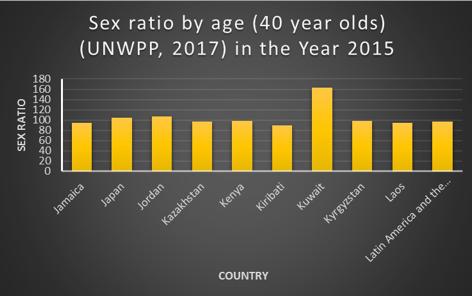 Sex ratio by age (40 year olds)
(UNWPP, 2017) in the Year 2015
SEX RATIO
180
160
140
120
100
80
60
40
20
0
Jamaica
Japan
Jordan
Kazakhstan
Kenya
Kiribati
Kuwait
Kyrgyzstan
Laos
Latin America and the...
COUNTRY